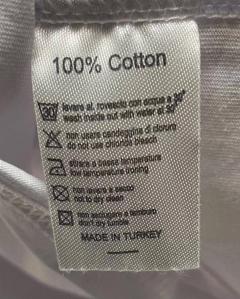 100% Cotton
30° lavare al rovescio con acqua a 30°
wash inside out with water at 30°
non usare candeggina di cloruro
do not use chloride bleach
stirare a bassa temperatura
low temperature ironing
non lavare a secco
not to dry clean
non asciugare a tamburo
don't dry tumble
MADE IN TURKEY